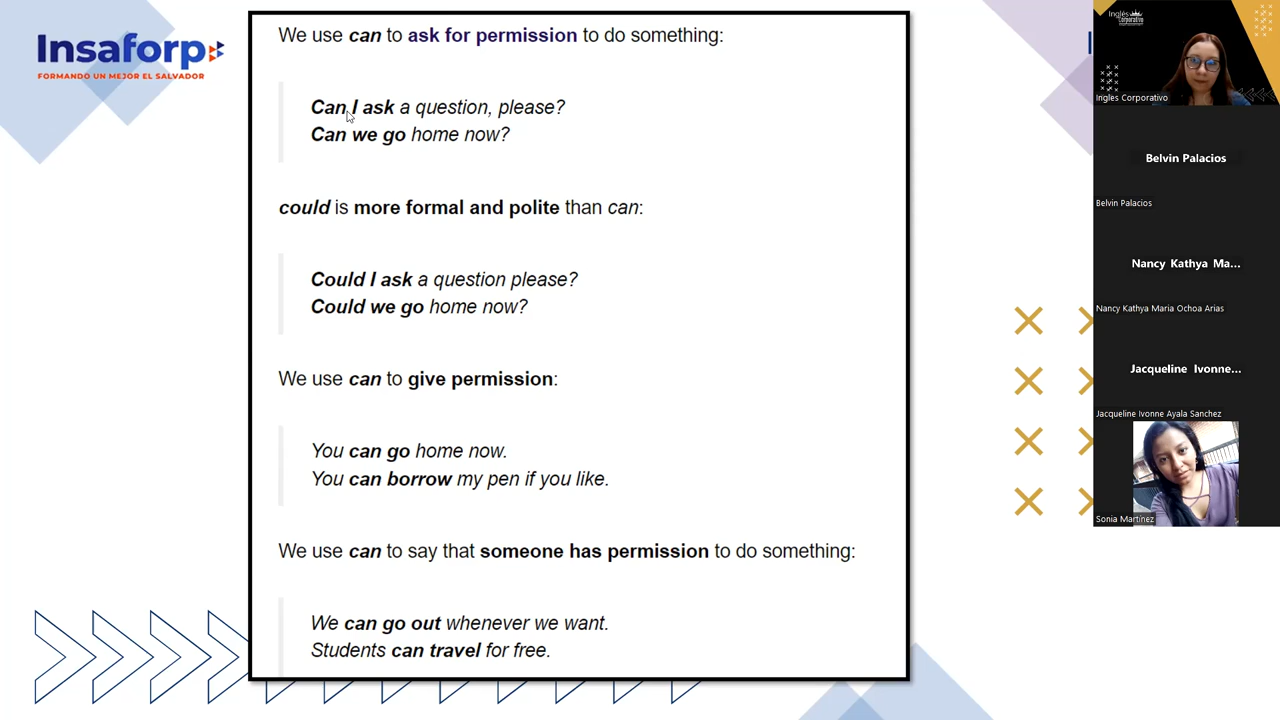 Insaforp
FORMANDO UN MEJOR EL SALVADOR
We use can to ask for permission to do something:
Can I ask a question, please?
Can we go home now?
could is more formal and polite than can:
Could I ask a question please?
Could we go home now?
We use can to give permission:
You can go home now.
You can borrow my pen if you like.
We use can to say that someone has permission to do something:
We can go out whenever we want.
Students can travel for free.
Inglés
Corporativo
Ingles Corporativo
Belvin Palacios
Belvin Palacios
Nancy Kathya Ma...
Nancy Kathya Maria Ochoa Arias
Jacqueline Ivonne...
Jacqueline Ivonne Ayala Sanchez
Sonia Martínez